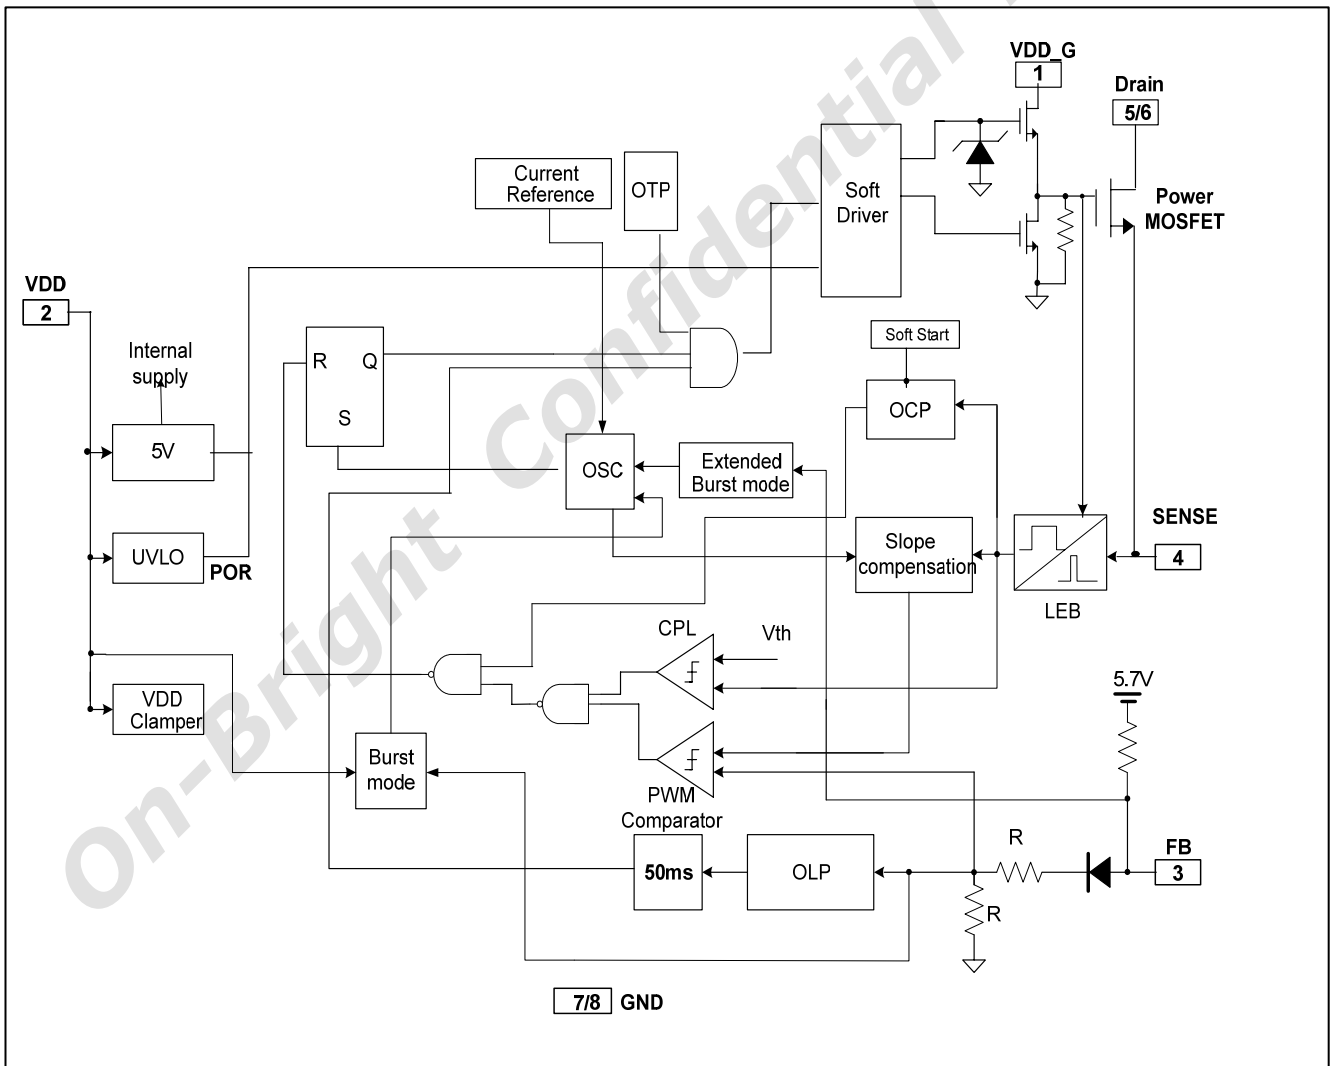 VDD_G
1
Drain
5/6
Power
MOSFET
Current
Reference
OTP
Soft
Driver
VDD
2
Internal
supply
5V
UVLO
POR
VDD
Clamper
R
Q
S
OSC
Extended
Burst mode
Soft Start
OCP
Slope
compensation
LEB
SENSE
4
CPL
Vth
PWM
Comparator
Burst
mode
50ms
OLP
R
R
5.7V
FB
3
7/8
GND
On-Bright Confidential